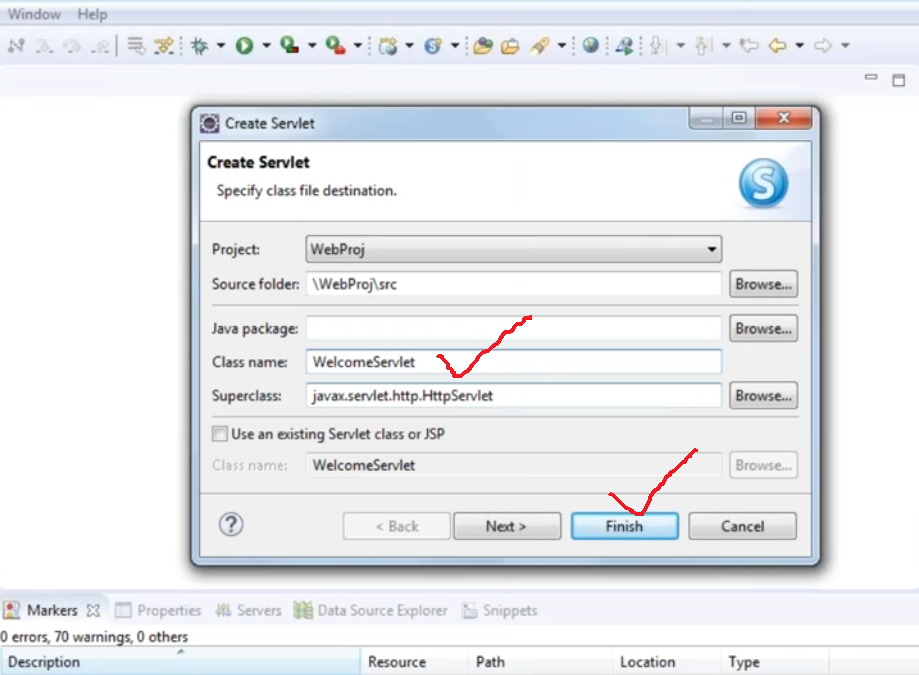 Window Help
Create Servlet
Create Servlet
Specify class file destination.
Project: WebProj
Source folder: \WebProj\src Browse...
Java package: Browse...
Class name: WelcomeServlet
Superclass: javax.servlet.http.HttpServlet Browse...
Use an existing Servlet class or JSP
Class name: WelcomeServlet Browse...
? < Back Next > Finish Cancel
Markers Properties Servers Data Source Explorer Snippets
0 errors, 70 warnings, 0 others
Description Resource Path Location Type